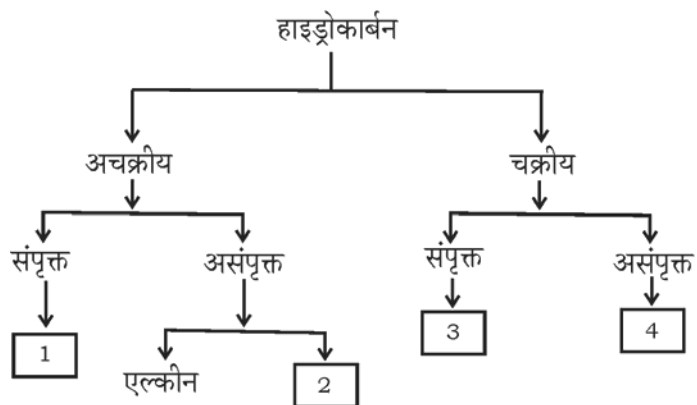 हाइड्रोकार्बन
अचक्रीय चक्रीय
संपृक्त असंपृक्त संपृक्त असंपृक्त
1 3 4
एल्कीन 2